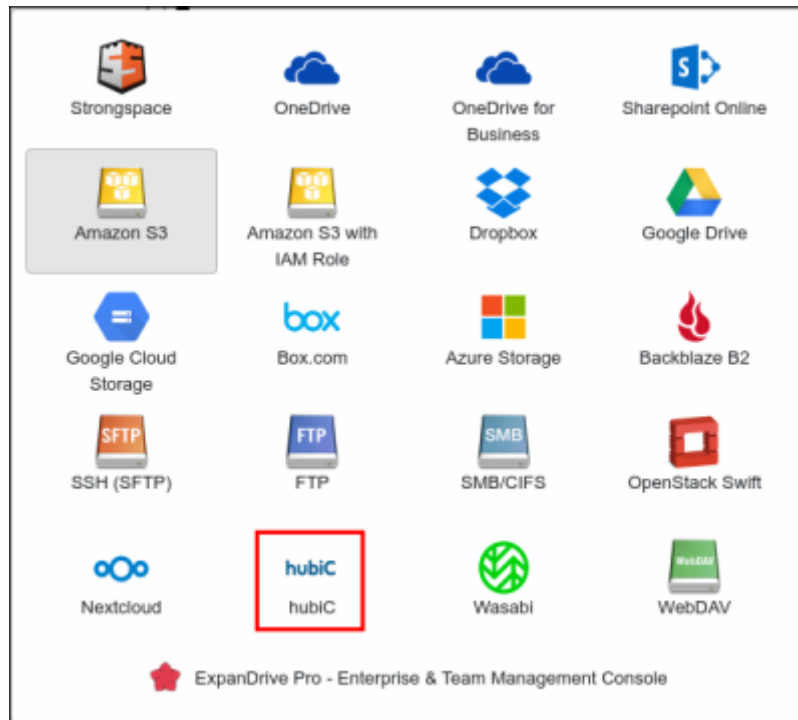 Strongspace
OneDrive
OneDrive for
Business
Sharepoint Online
Amazon S3
Amazon S3 with
IAM Role
Dropbox
Google Drive
Google Cloud
Storage
box
Box.com
Azure Storage
Backblaze B2
SFTP
SSH (SFTP)
FTP
FTP
SMB
SMB/CIFS
OpenStack Swift
Nextcloud
hubiC
hubiC
Wasabi
WebDAV
WebDAV
ExpanDrive Pro - Enterprise & Team Management Console